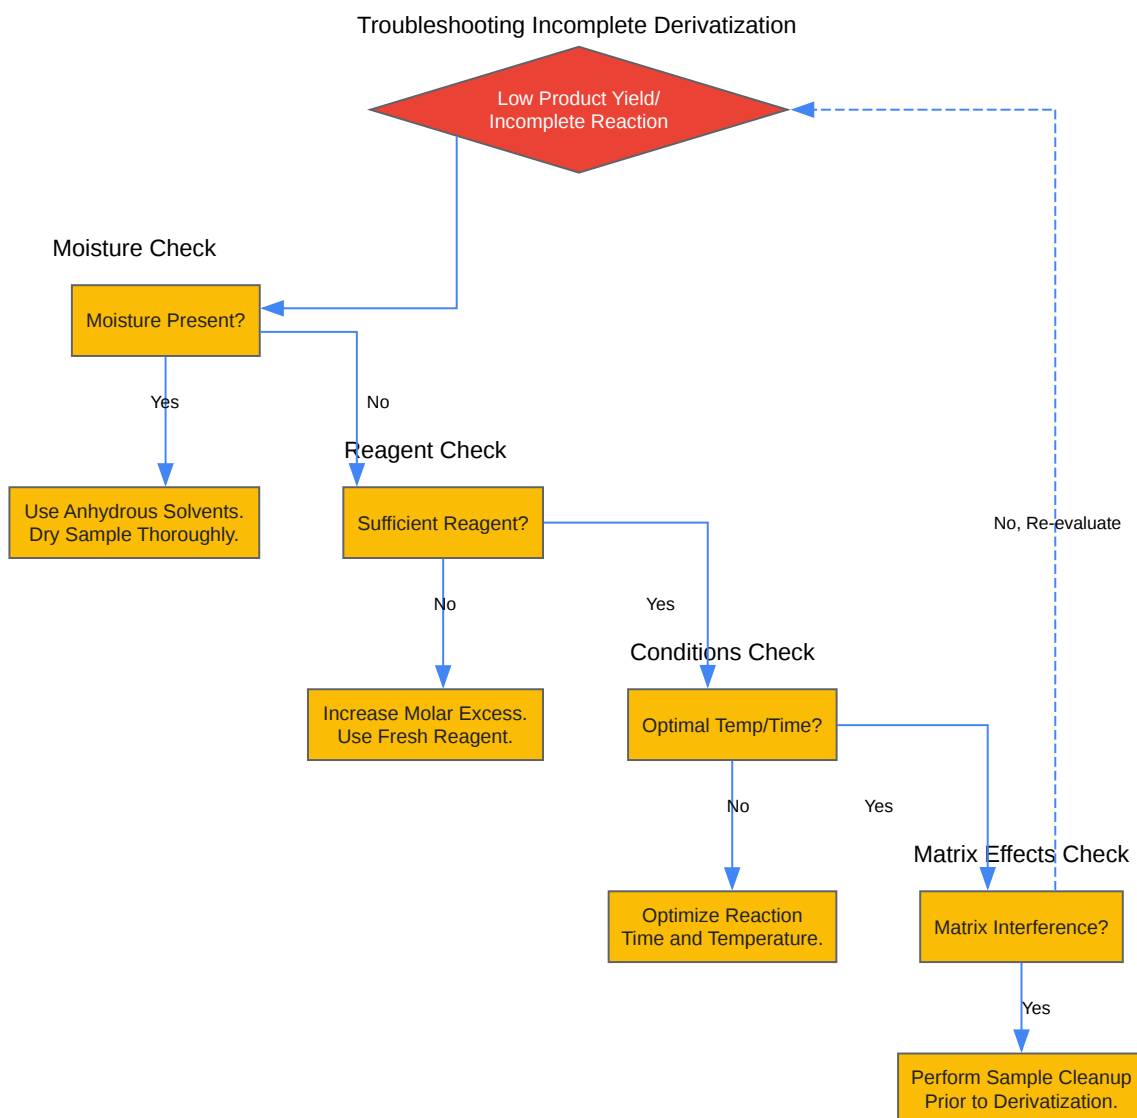 Troubleshooting Incomplete Derivatization
Low Product Yield/
Incomplete Reaction
Moisture Check
Moisture Present?
Yes
No
Reagent Check
Use Anhydrous Solvents.
Dry Sample Thoroughly.
Sufficient Reagent?
No, Re-evaluate
No
Yes
Conditions Check
Increase Molar Excess.
Use Fresh Reagent.
Optimal Temp/Time?
No
Yes
Matrix Effects Check
Optimize Reaction
Time and Temperature.
Matrix Interference?
Yes
Perform Sample Cleanup
Prior to Derivatization.